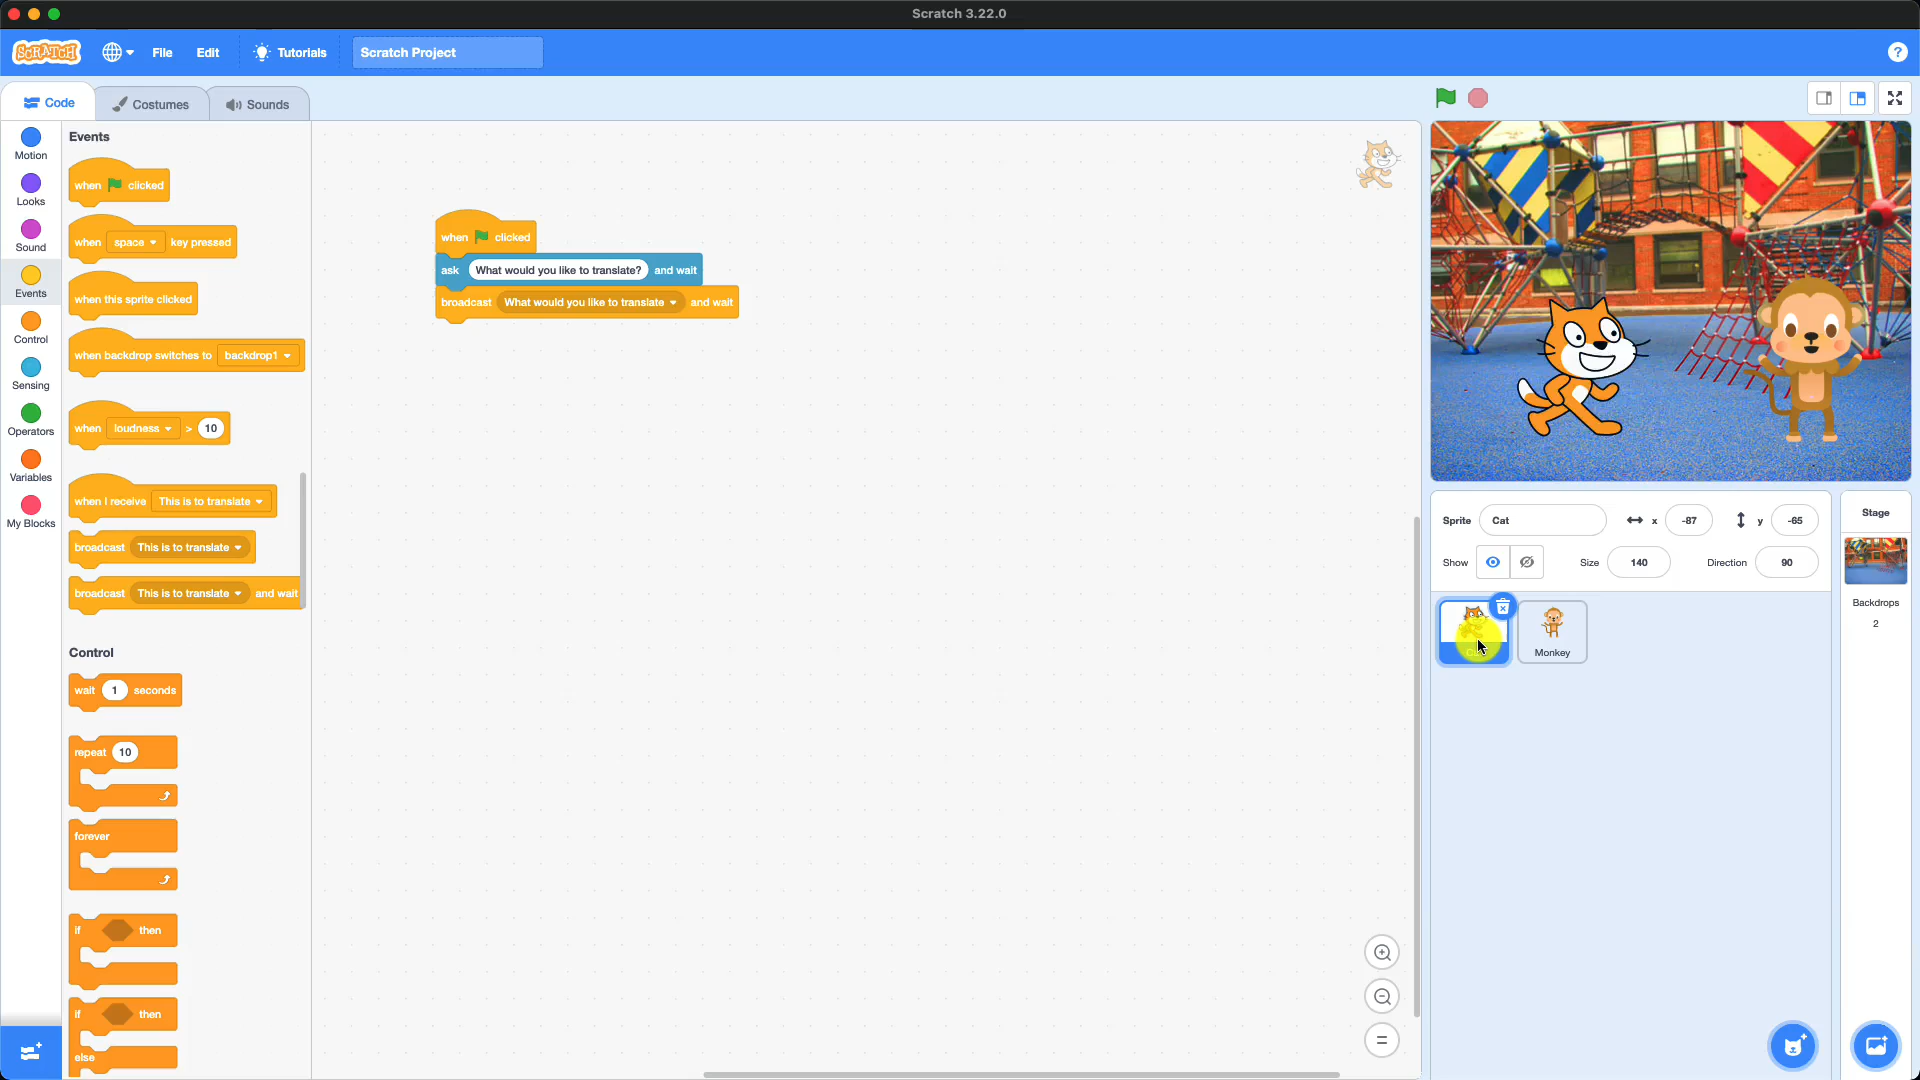 Scratch 3.22.0
SCRATCH File Edit Tutorials Scratch Project ?
Code Costumes Sounds
Motion
Looks
Sound
Events
Control
Sensing
Operators
Variables
My Blocks
Events
when clicked
when space key pressed
when this sprite clicked
when backdrop switches to backdrop1
when loudness > 10
when I receive This is to translate
broadcast This is to translate
broadcast This is to translate and wait
Control
wait 1 seconds
repeat 10
forever
if then
if then
else
when clicked
ask What would you like to translate? and wait
broadcast What would you like to translate and wait
Sprite Cat x -87 y -65
Show Size 140 Direction 90
Monkey
Stage
Backdrops
2